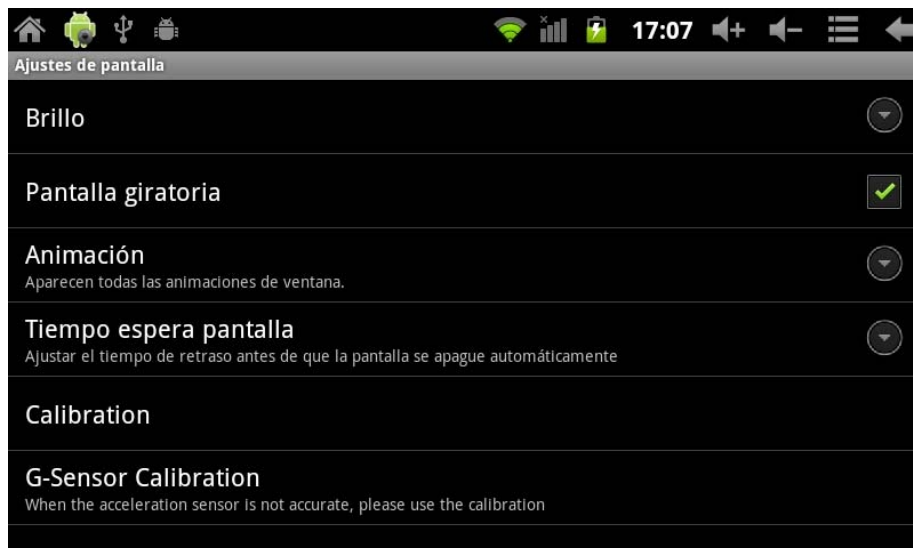 17:07
Ajustes de pantalla
Brillo
Pantalla giratoria
Animación
Aparecen todas las animaciones de ventana.
Tiempo espera pantalla
Ajustar el tiempo de retraso antes de que la pantalla se apague automáticamente
Calibration
G-Sensor Calibration
When the acceleration sensor is not accurate, please use the calibration